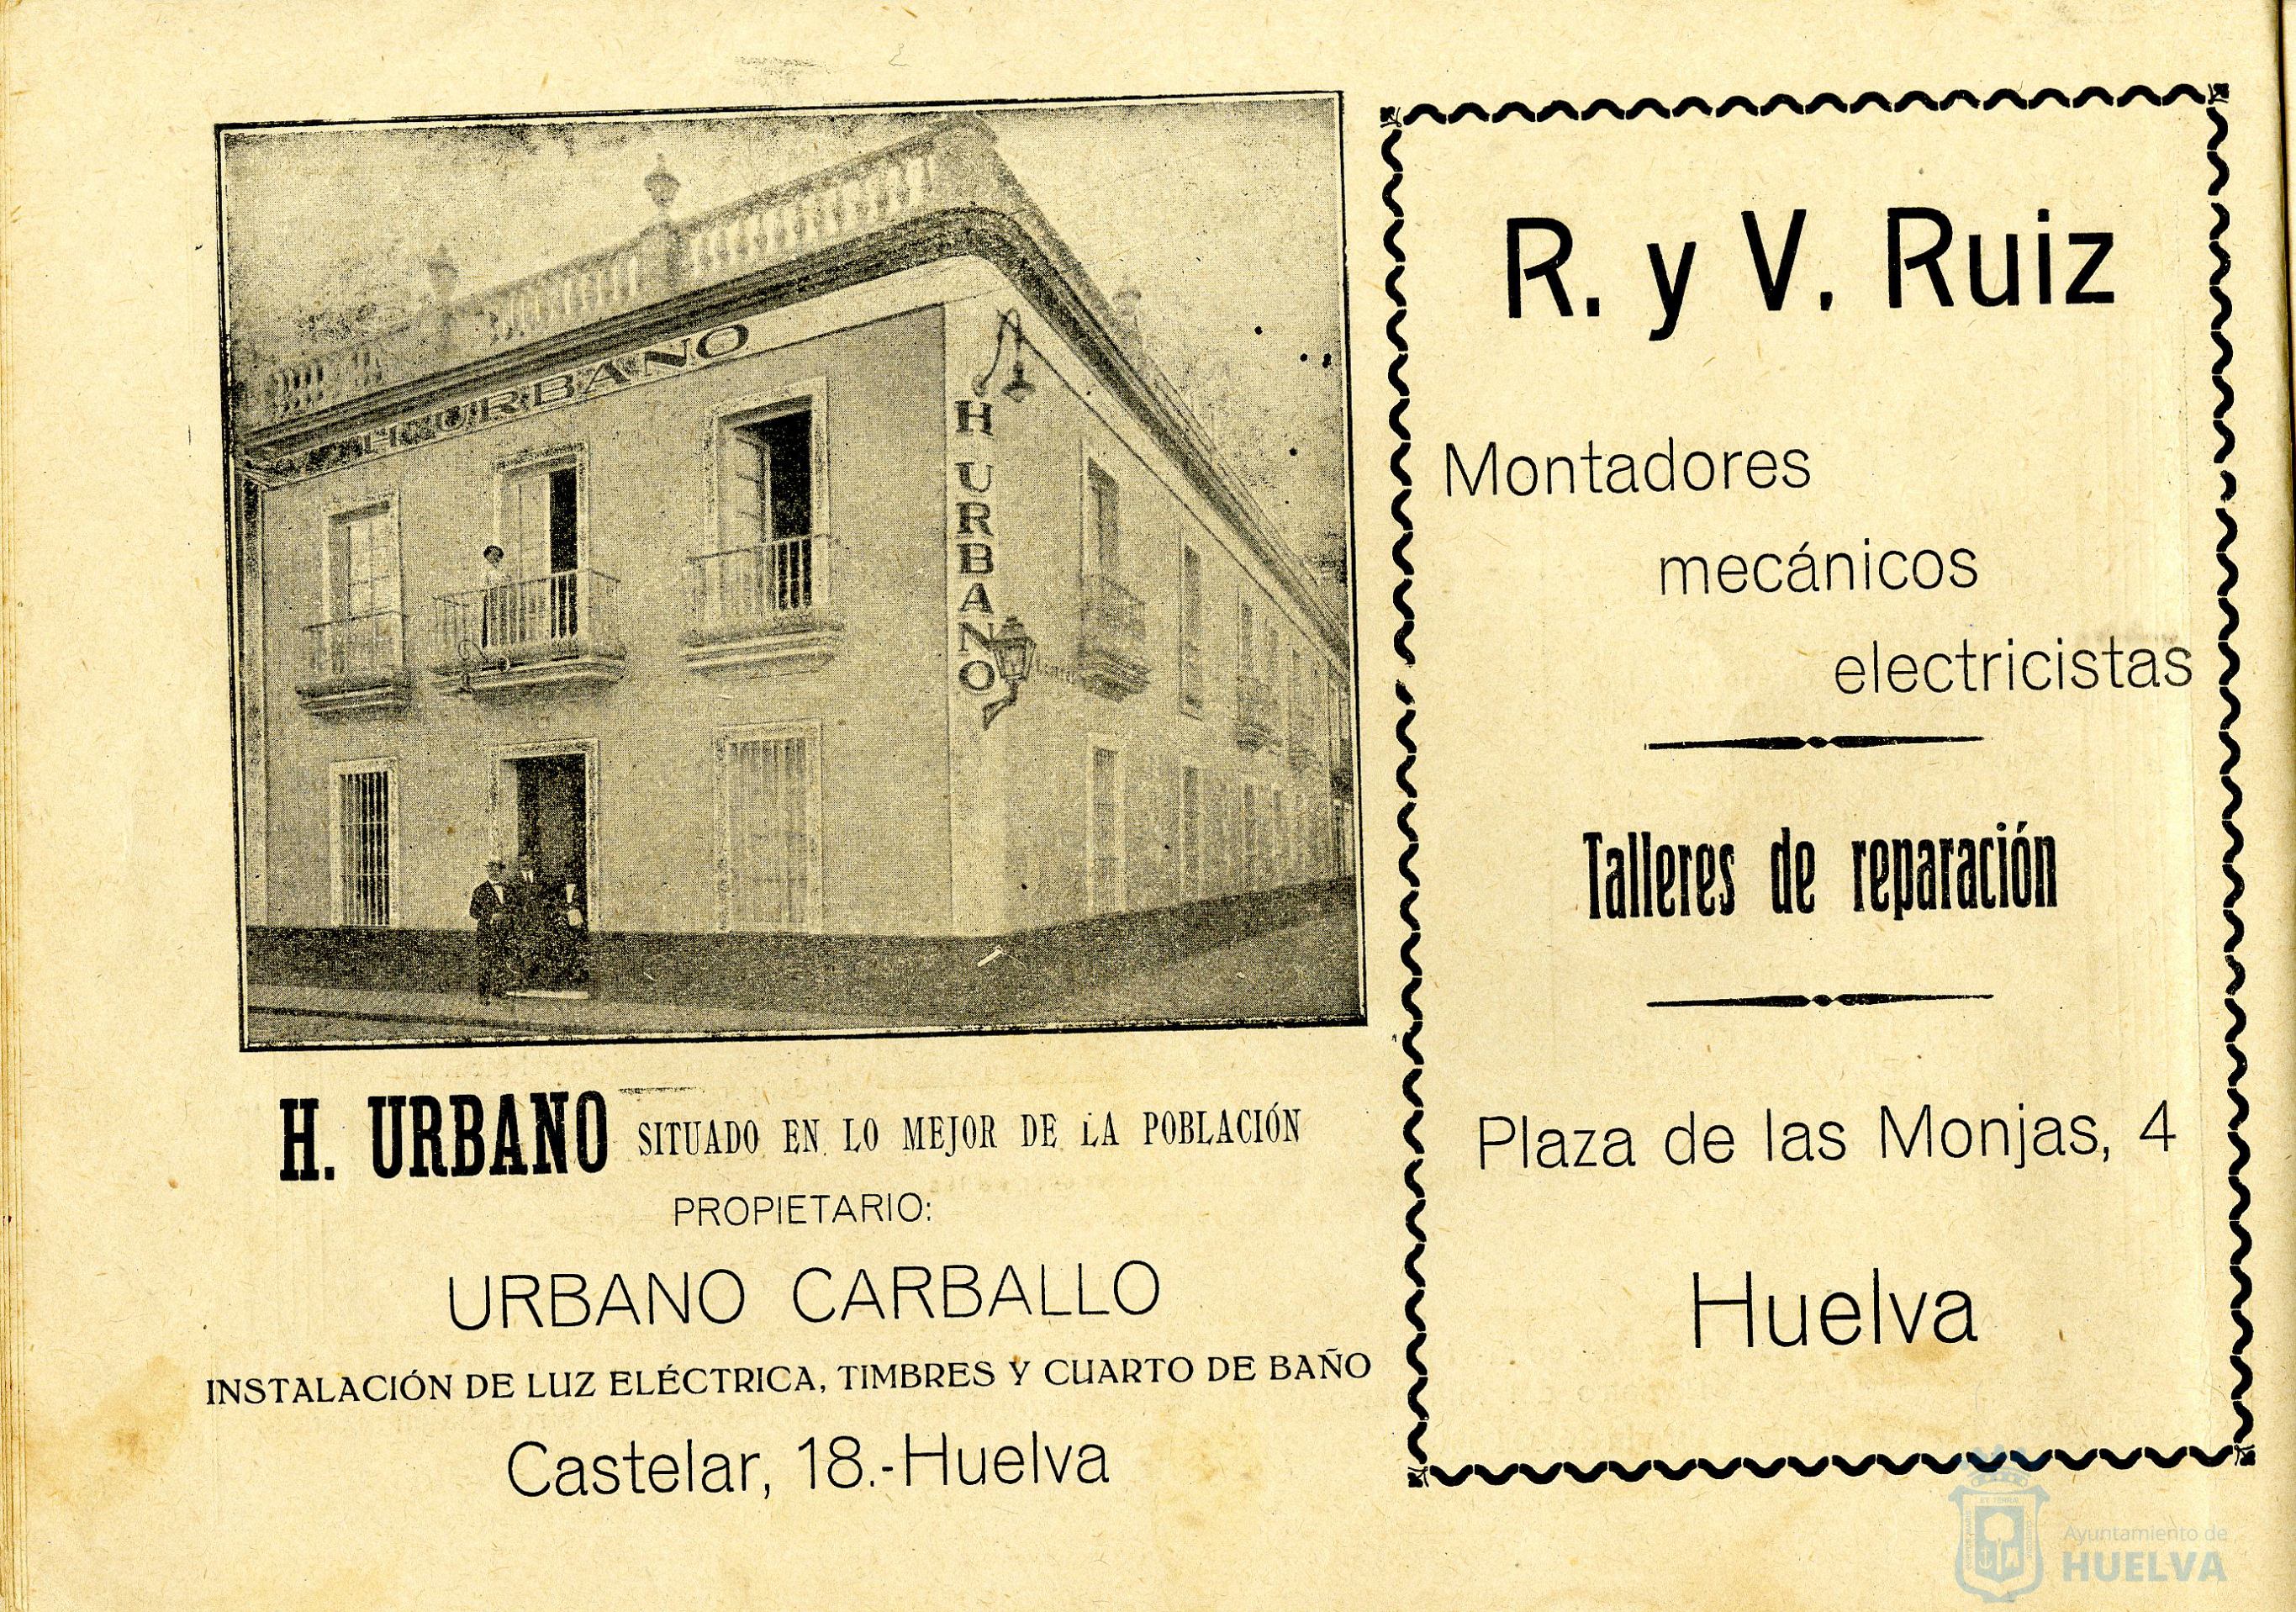 H. URBANO
H URBANO
H. URBANO SITUADO EN LO MEJOR DE LA POBLACIÓN
PROPIETARIO:
URBANO CARBALLO
INSTALACIÓN DE LUZ ELÉCTRICA, TIMBRES Y CUARTO DE BAÑO
Castelar, 18.-Huelva
R. y V. Ruiz
Montadores
mecánicos
electricistas
Talleres de reparación
Plaza de las Monjas, 4
Huelva
Ayuntamiento de
HUELVA